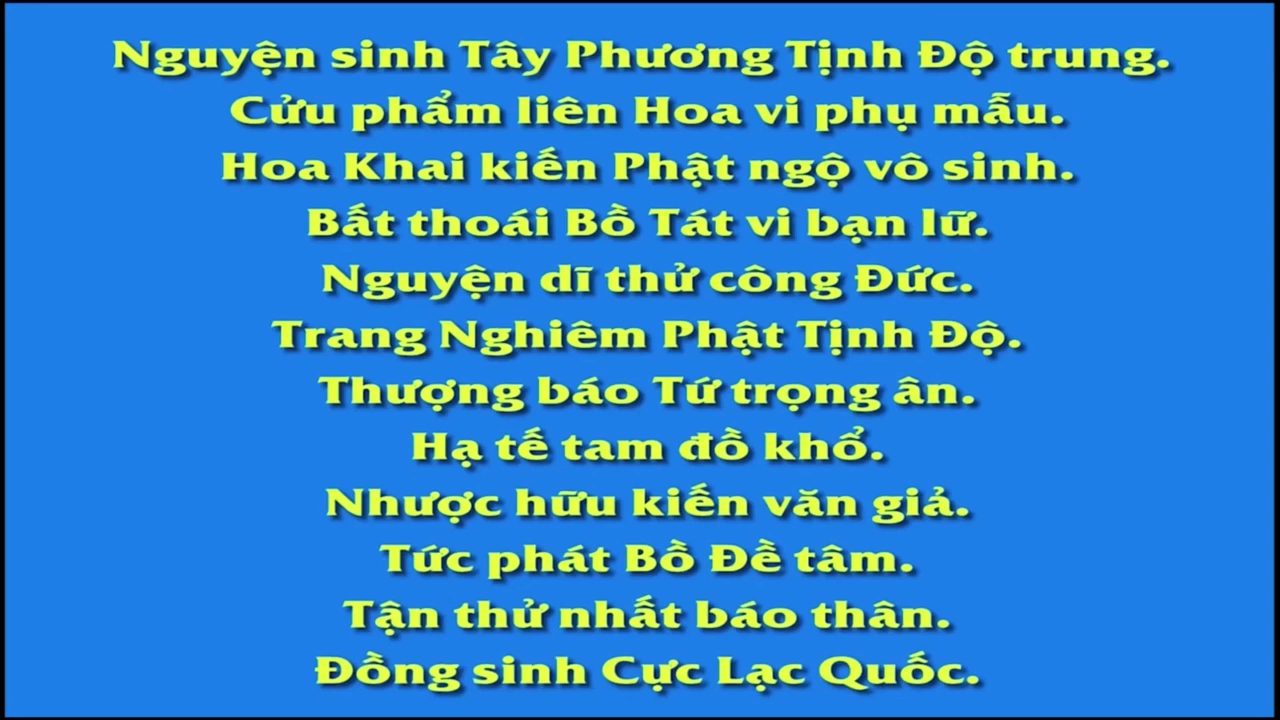 Nguyện sinh Tây Phương Tịnh Độ trung.
Cửu phẩm liên Hoa vi phụ mẫu.
Hoa Khai kiến Phật ngộ vô sinh.
Bất thoái Bồ Tát vi bạn lữ.
Nguyện dĩ thử công Đức.
Trang Nghiêm Phật Tịnh Độ.
Thượng báo Tứ trọng ân.
Hạ tế tam đồ khổ.
Nhược hữu kiến văn giả.
Tức phát Bồ Đề tâm.
Tận thử nhất báo thân.
Đồng sinh Cực Lạc Quốc.